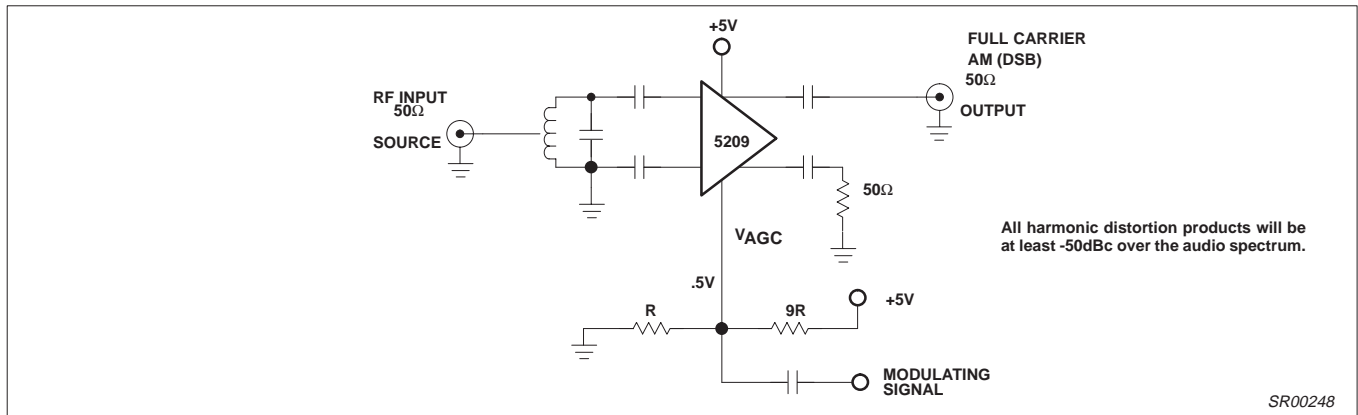 +5V
FULL CARRIER
AM (DSB)
50Ω
OUTPUT
RF INPUT
50Ω
SOURCE
5209
50Ω
All harmonic distortion products will be
at least -50dBc over the audio spectrum.
VAGC
.5V
+5V
R
9R
MODULATING
SIGNAL
SR00248